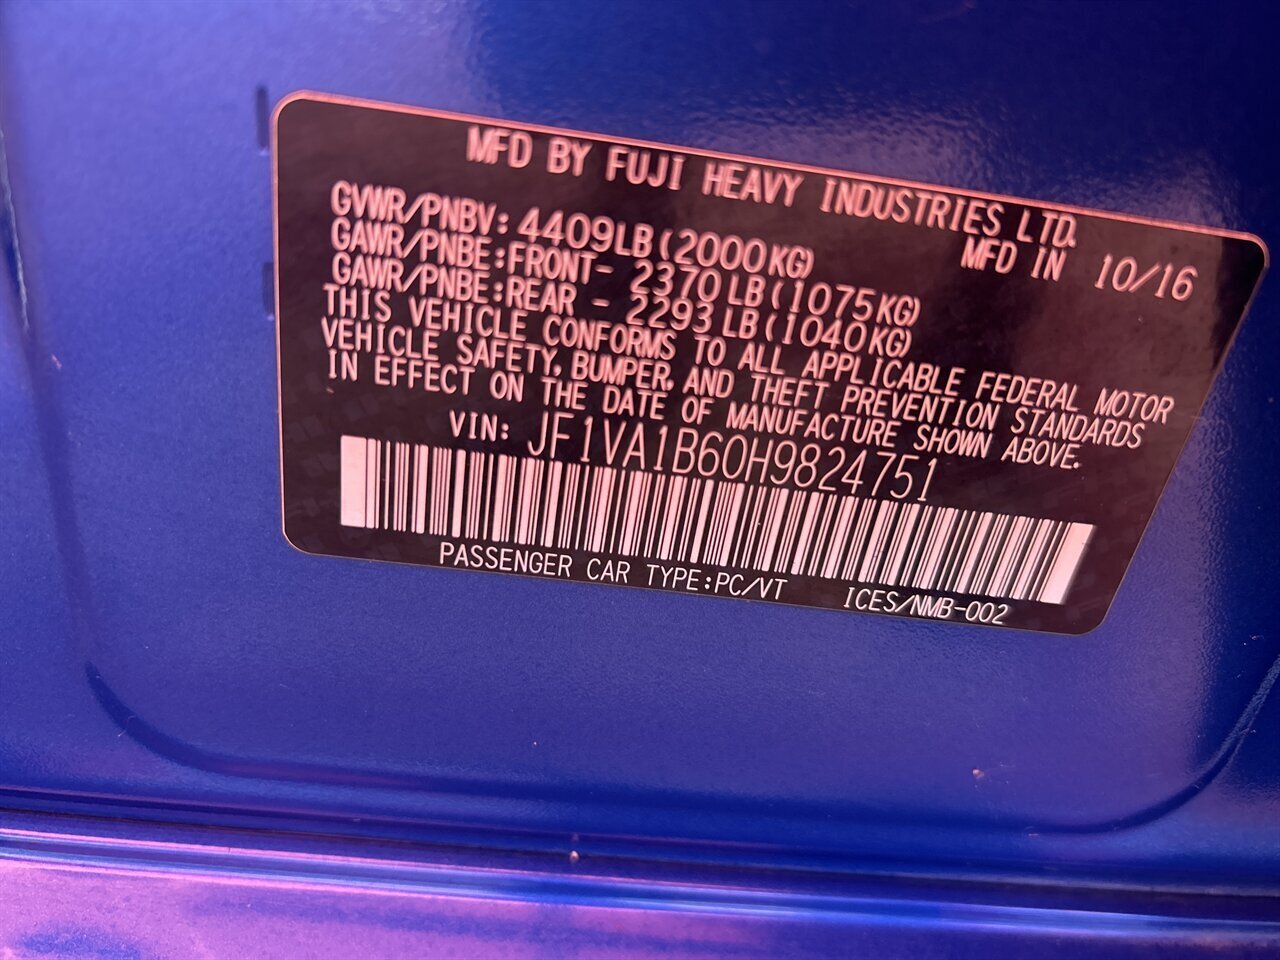 MFD BY FUJI HEAVY INDUSTRIES LTD.
MFD IN 10/16
GVWR/PNBV: 4409LB(2000KG)
GAWR/PNBE:FRONT- 2370LB(1075KG)
GAWR/PNBE:REAR - 2293LB(1040KG)
THIS VEHICLE CONFORMS TO ALL APPLICABLE FEDERAL MOTOR
VEHICLE SAFETY, BUMPER, AND THEFT PREVENTION STANDARDS
IN EFFECT ON THE DATE OF MANUFACTURE SHOWN ABOVE.
VIN: JF1VA1B60H9824751
PASSENGER CAR TYPE:PC/VT ICES/NMB-002